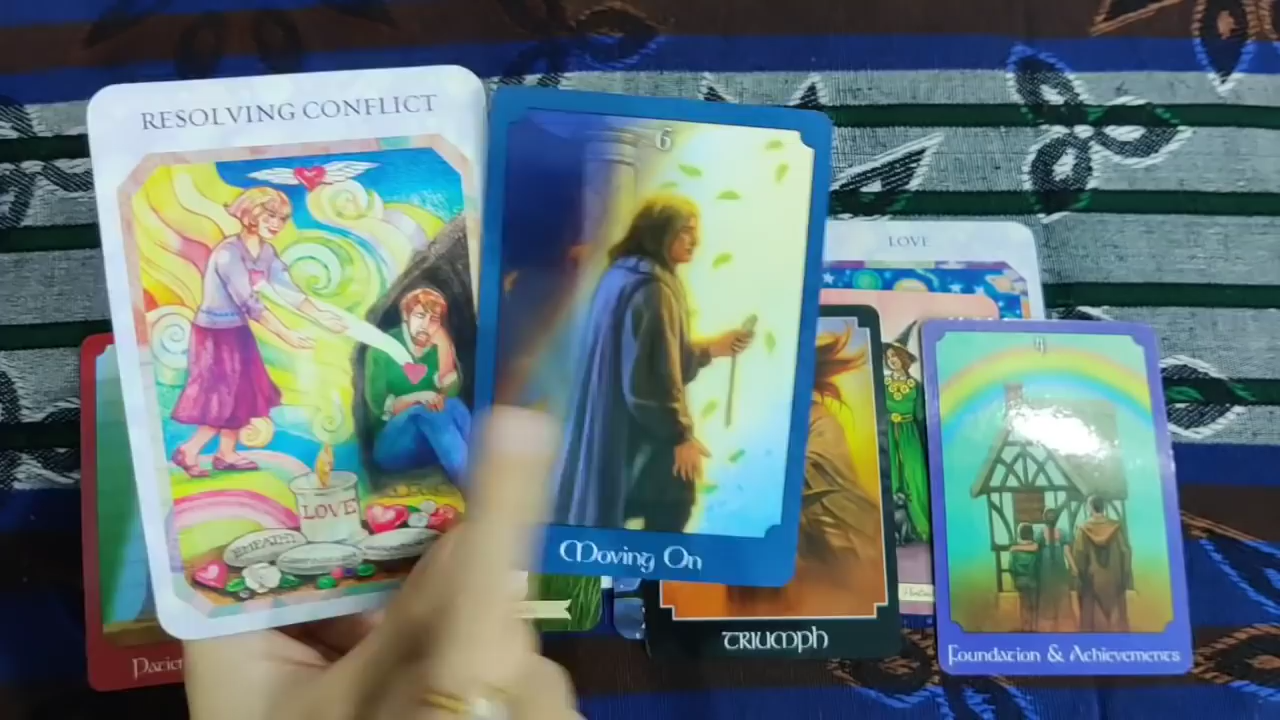 RESOLVING CONFLICT
LOVE
EMPATHY
6
Moving On
LOVE
TRIUMPH
4
Foundation & Achievements